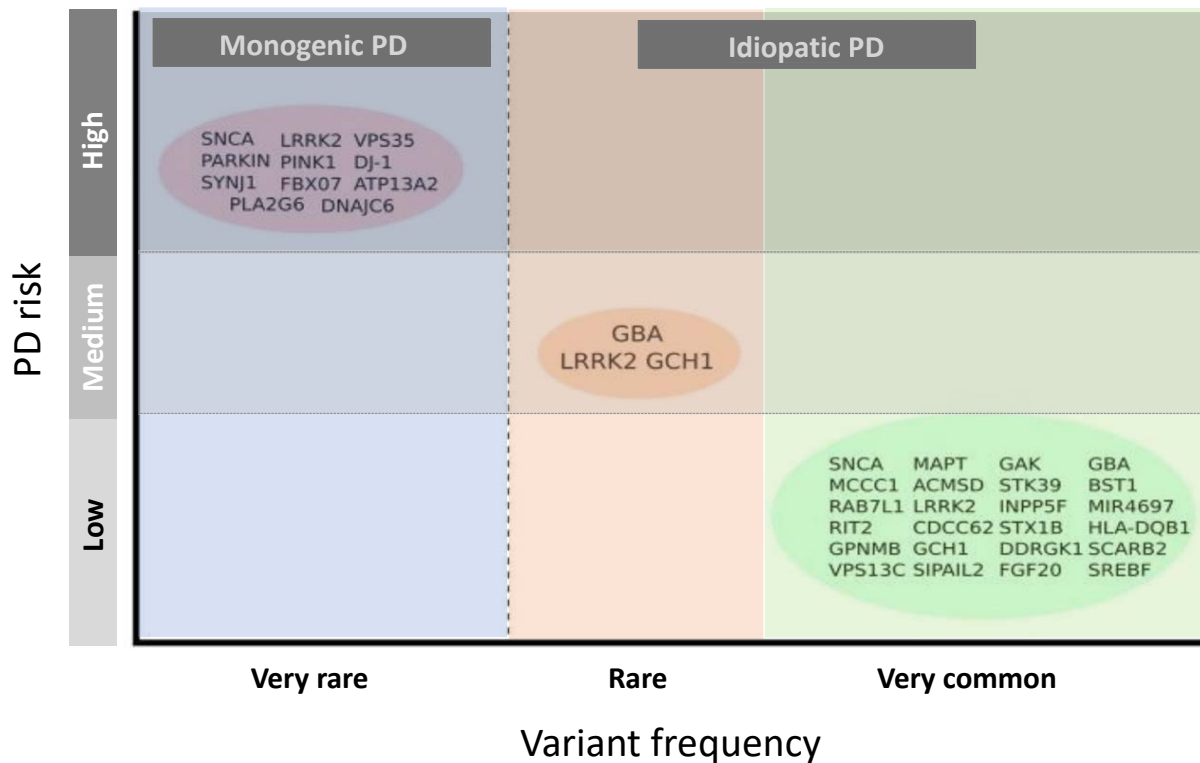 Monogenic PD
Idiopatic PD
PD risk
High
Medium
Low
SNCA LRRK2 VPS35
PARKIN PINK1 DJ-1
SYNJ1 FBX07 ATP13A2
PLA2G6 DNAJC6
GBA
LRRK2 GCH1
SNCA MAPT GAK GBA
MCCC1 ACMSD STK39 BST1
RAB7L1 LRRK2 INPP5F MIR4697
RIT2 CDCC62 STX1B HLA-DQB1
GPNMB GCH1 DDRGK1 SCARB2
VPS13C SIPAIL2 FGF20 SREBF
Very rare
Rare
Very common
Variant frequency